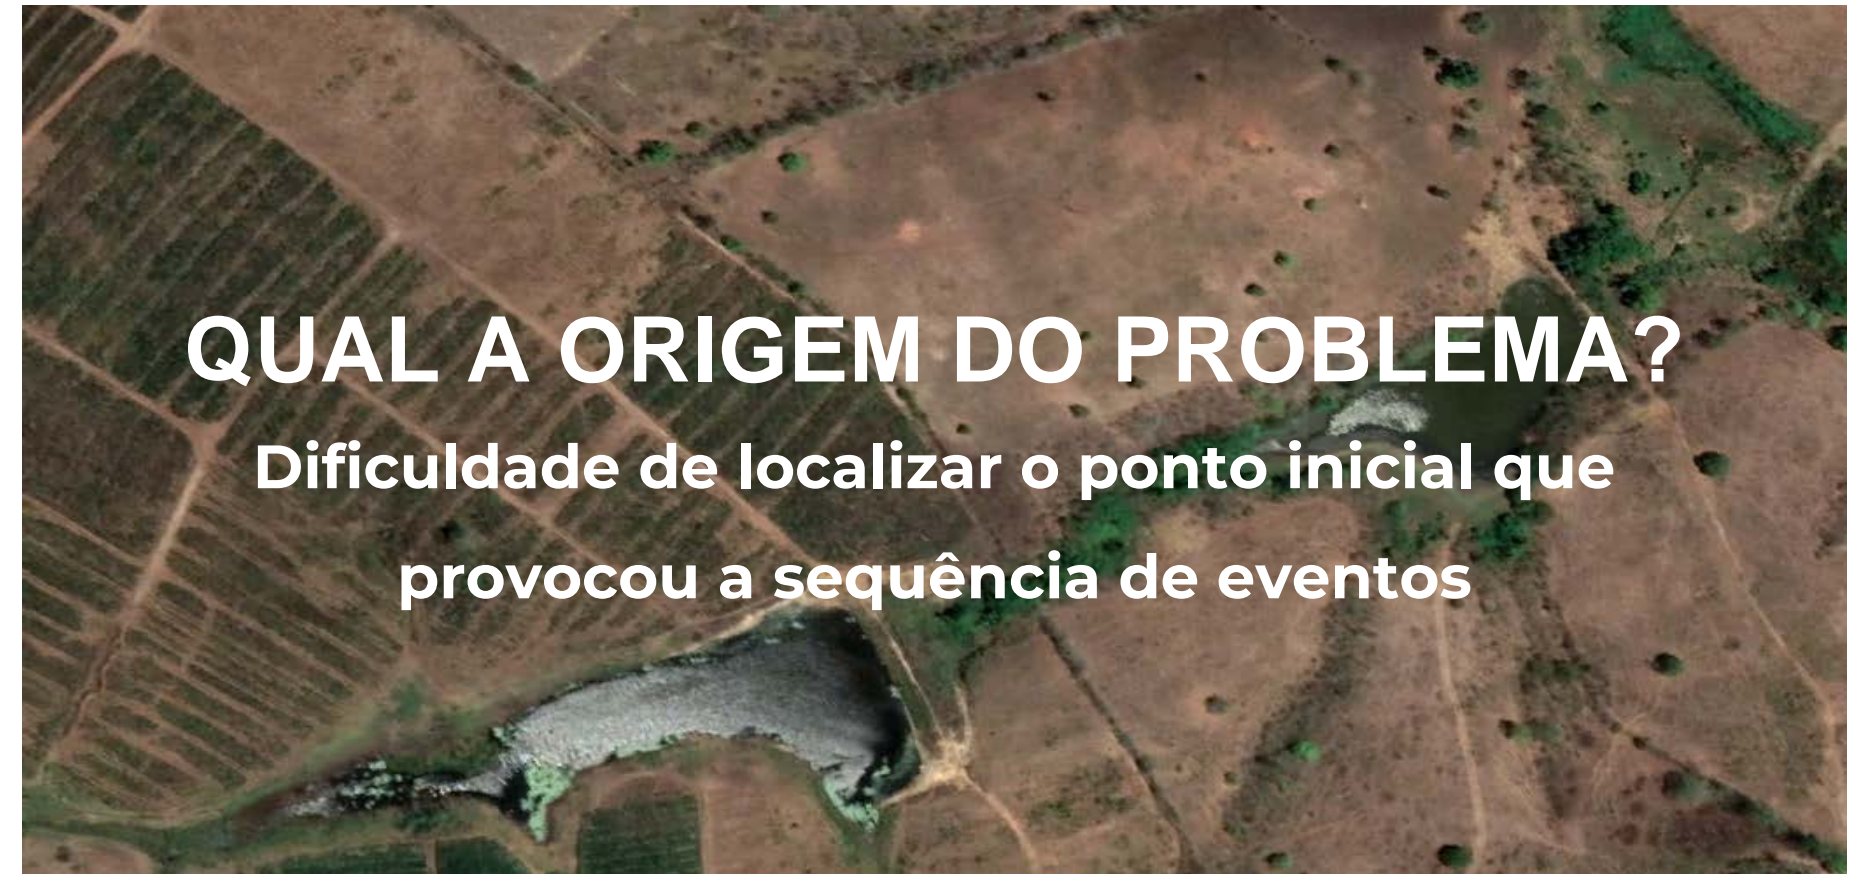 QUAL A ORIGEM DO PROBLEMA?
Dificuldade de localizar o ponto inicial que
provocou a sequência de eventos